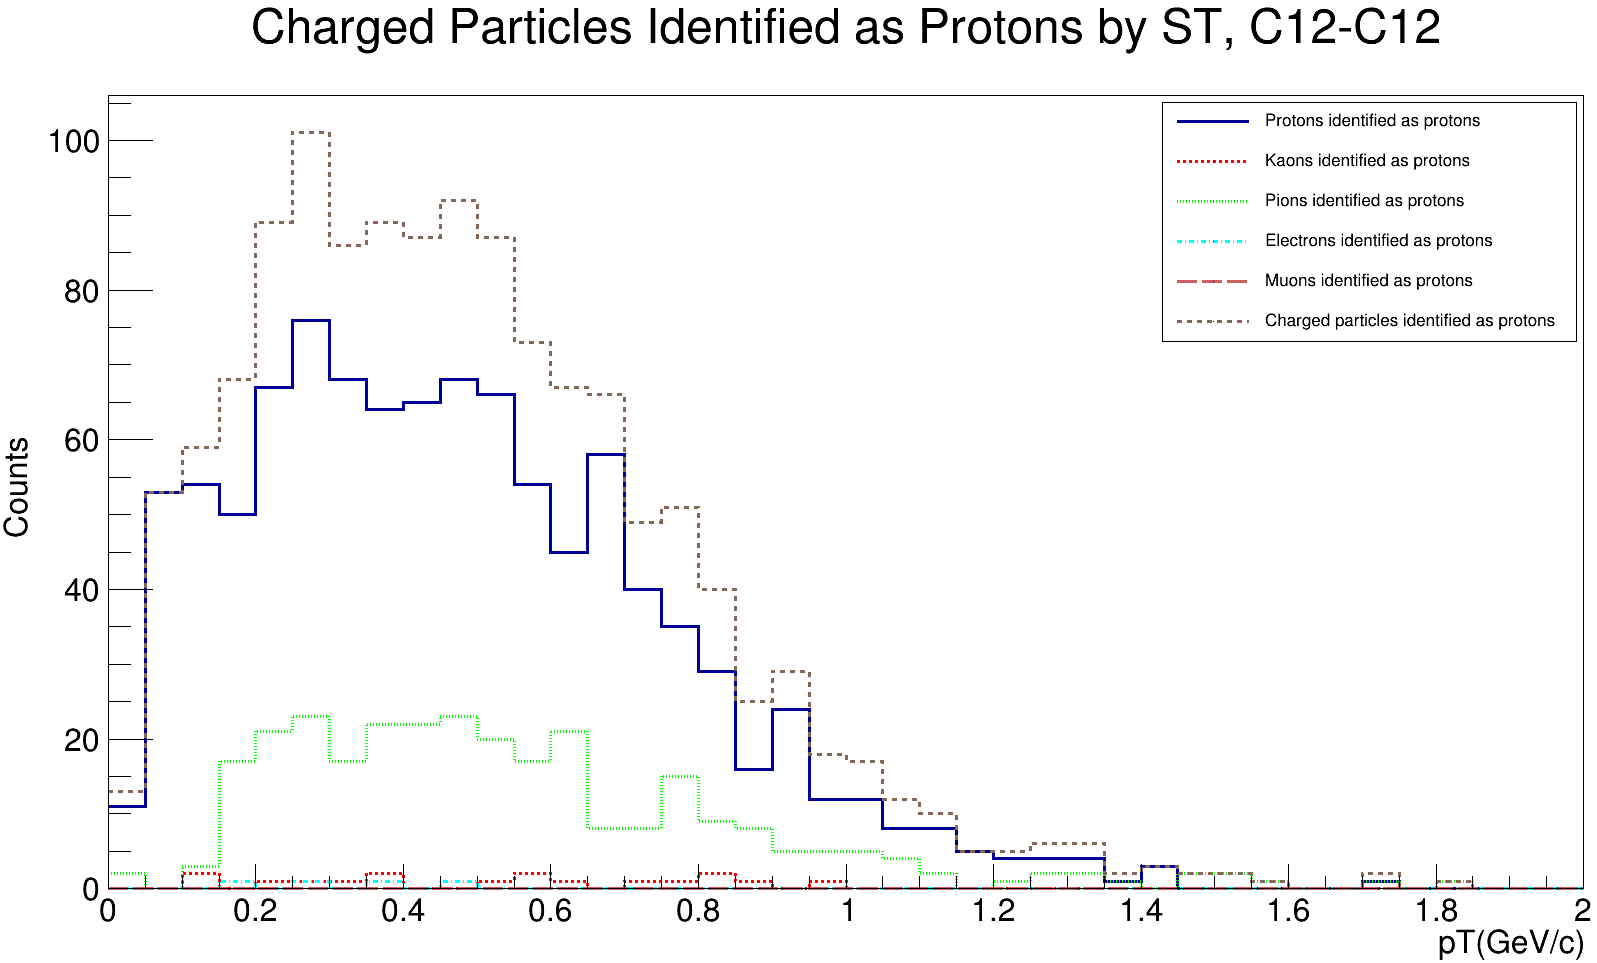 Charged Particles Identified as Protons by ST, C12-C12
Protons identified as protons
Kaons identified as protons
Pions identified as protons
Electrons identified as protons
Muons identified as protons
Charged particles identified as protons
Counts
100
80
60
40
20
0
0 0.2 0.4 0.6 0.8 1 1.2 1.4 1.6 1.8 2
pT(GeV/c)